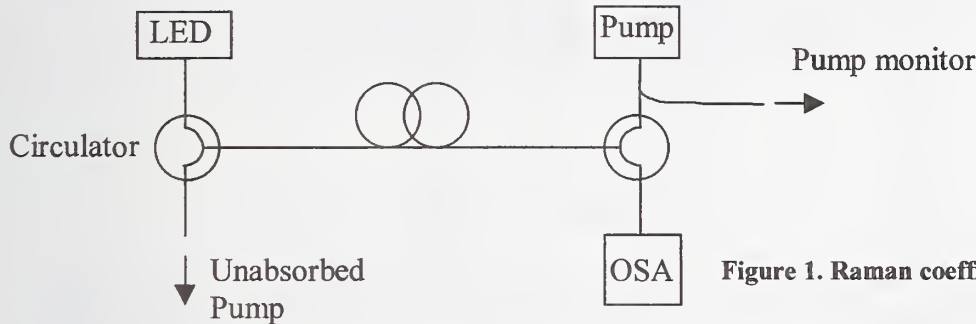 LED
Pump
Pump monitor
Circulator
Unabsorbed
Pump
OSA
Figure 1. Raman coeff